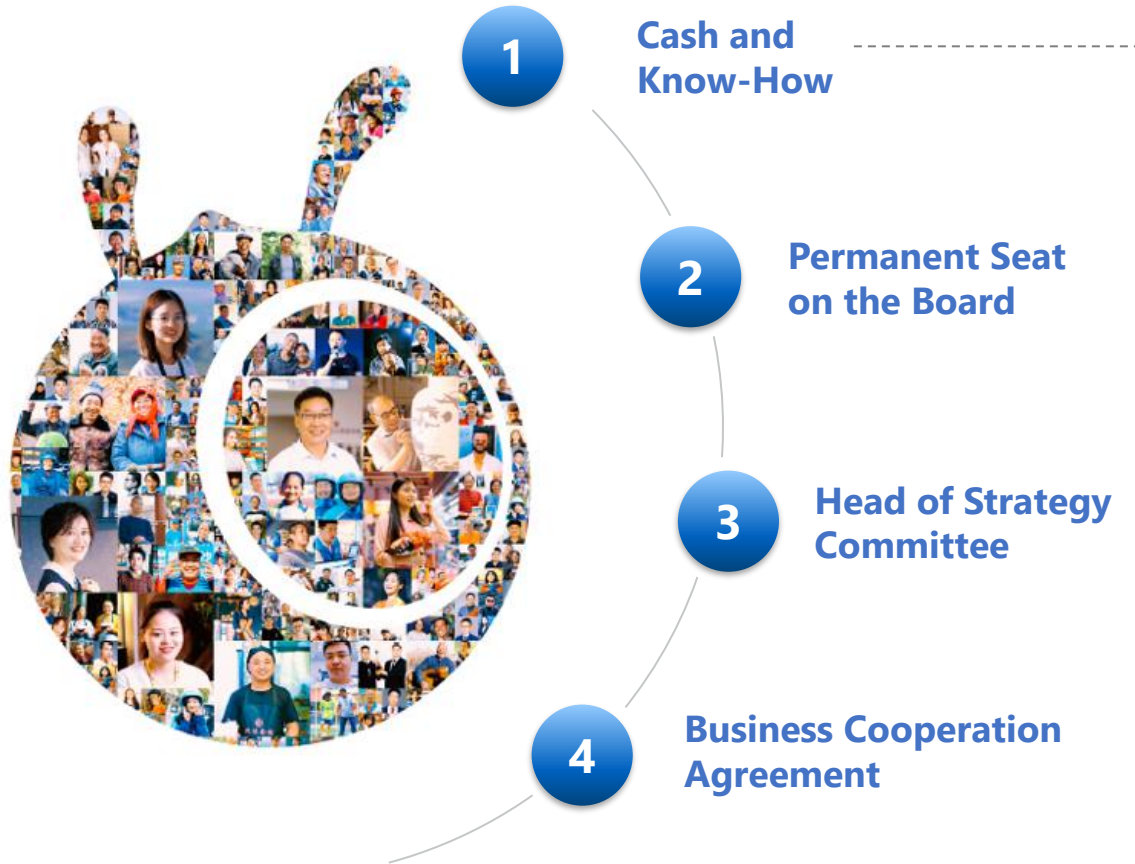 1
Cash and
Know-How
2
Permanent Seat
on the Board
3
Head of Strategy
Committee
4
Business Cooperation
Agreement